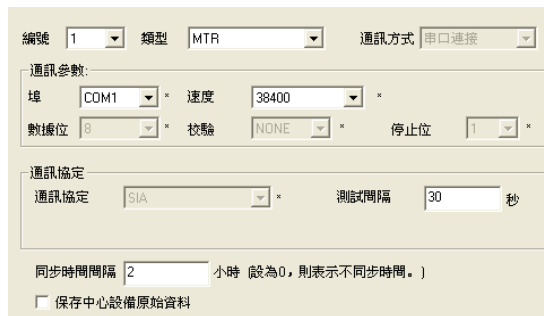 編號 1 類型 MTR 通訊方式 串口連接
通訊參數:
埠 COM1 * 速度 38400 *
數據位 8 * 校驗 NONE * 停止位 1 *
通訊協定
通訊協定 SIA * 測試間隔 30 秒
同步時間間隔 2 小時 (設為0，則表示不同步時間。)
保存中心設備原始資料